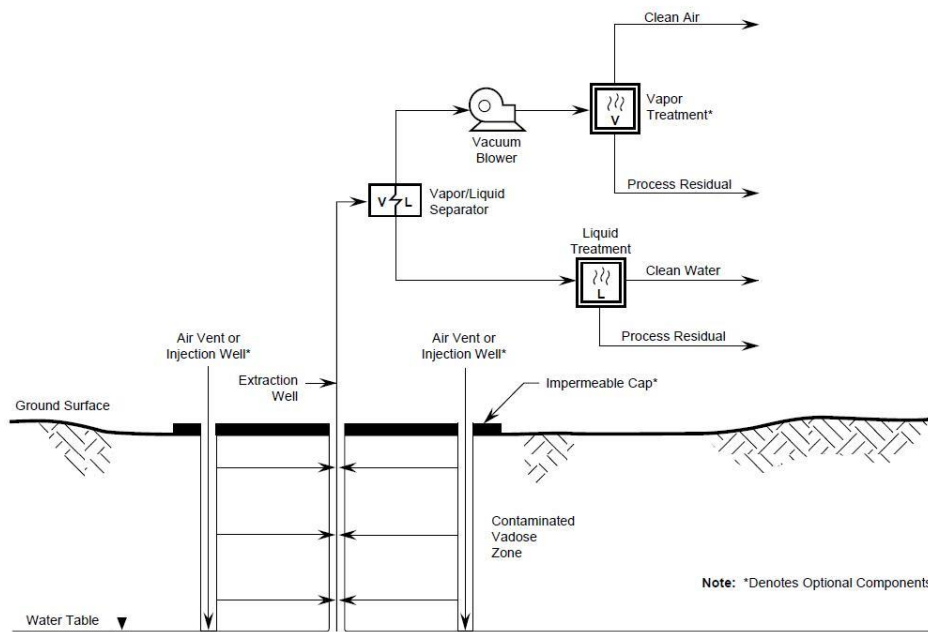 Clean Air
Vapor
Treatment*
V
Vacuum
Blower
Process Residual
V L
Vapor/Liquid
Separator
Liquid
Treatment
L
Clean Water
Process Residual
Air Vent or
Injection Well*
Air Vent or
Injection Well*
Extraction
Well
Impermeable Cap*
Ground Surface
Contaminated
Vadose
Zone
Note: *Denotes Optional Components
Water Table